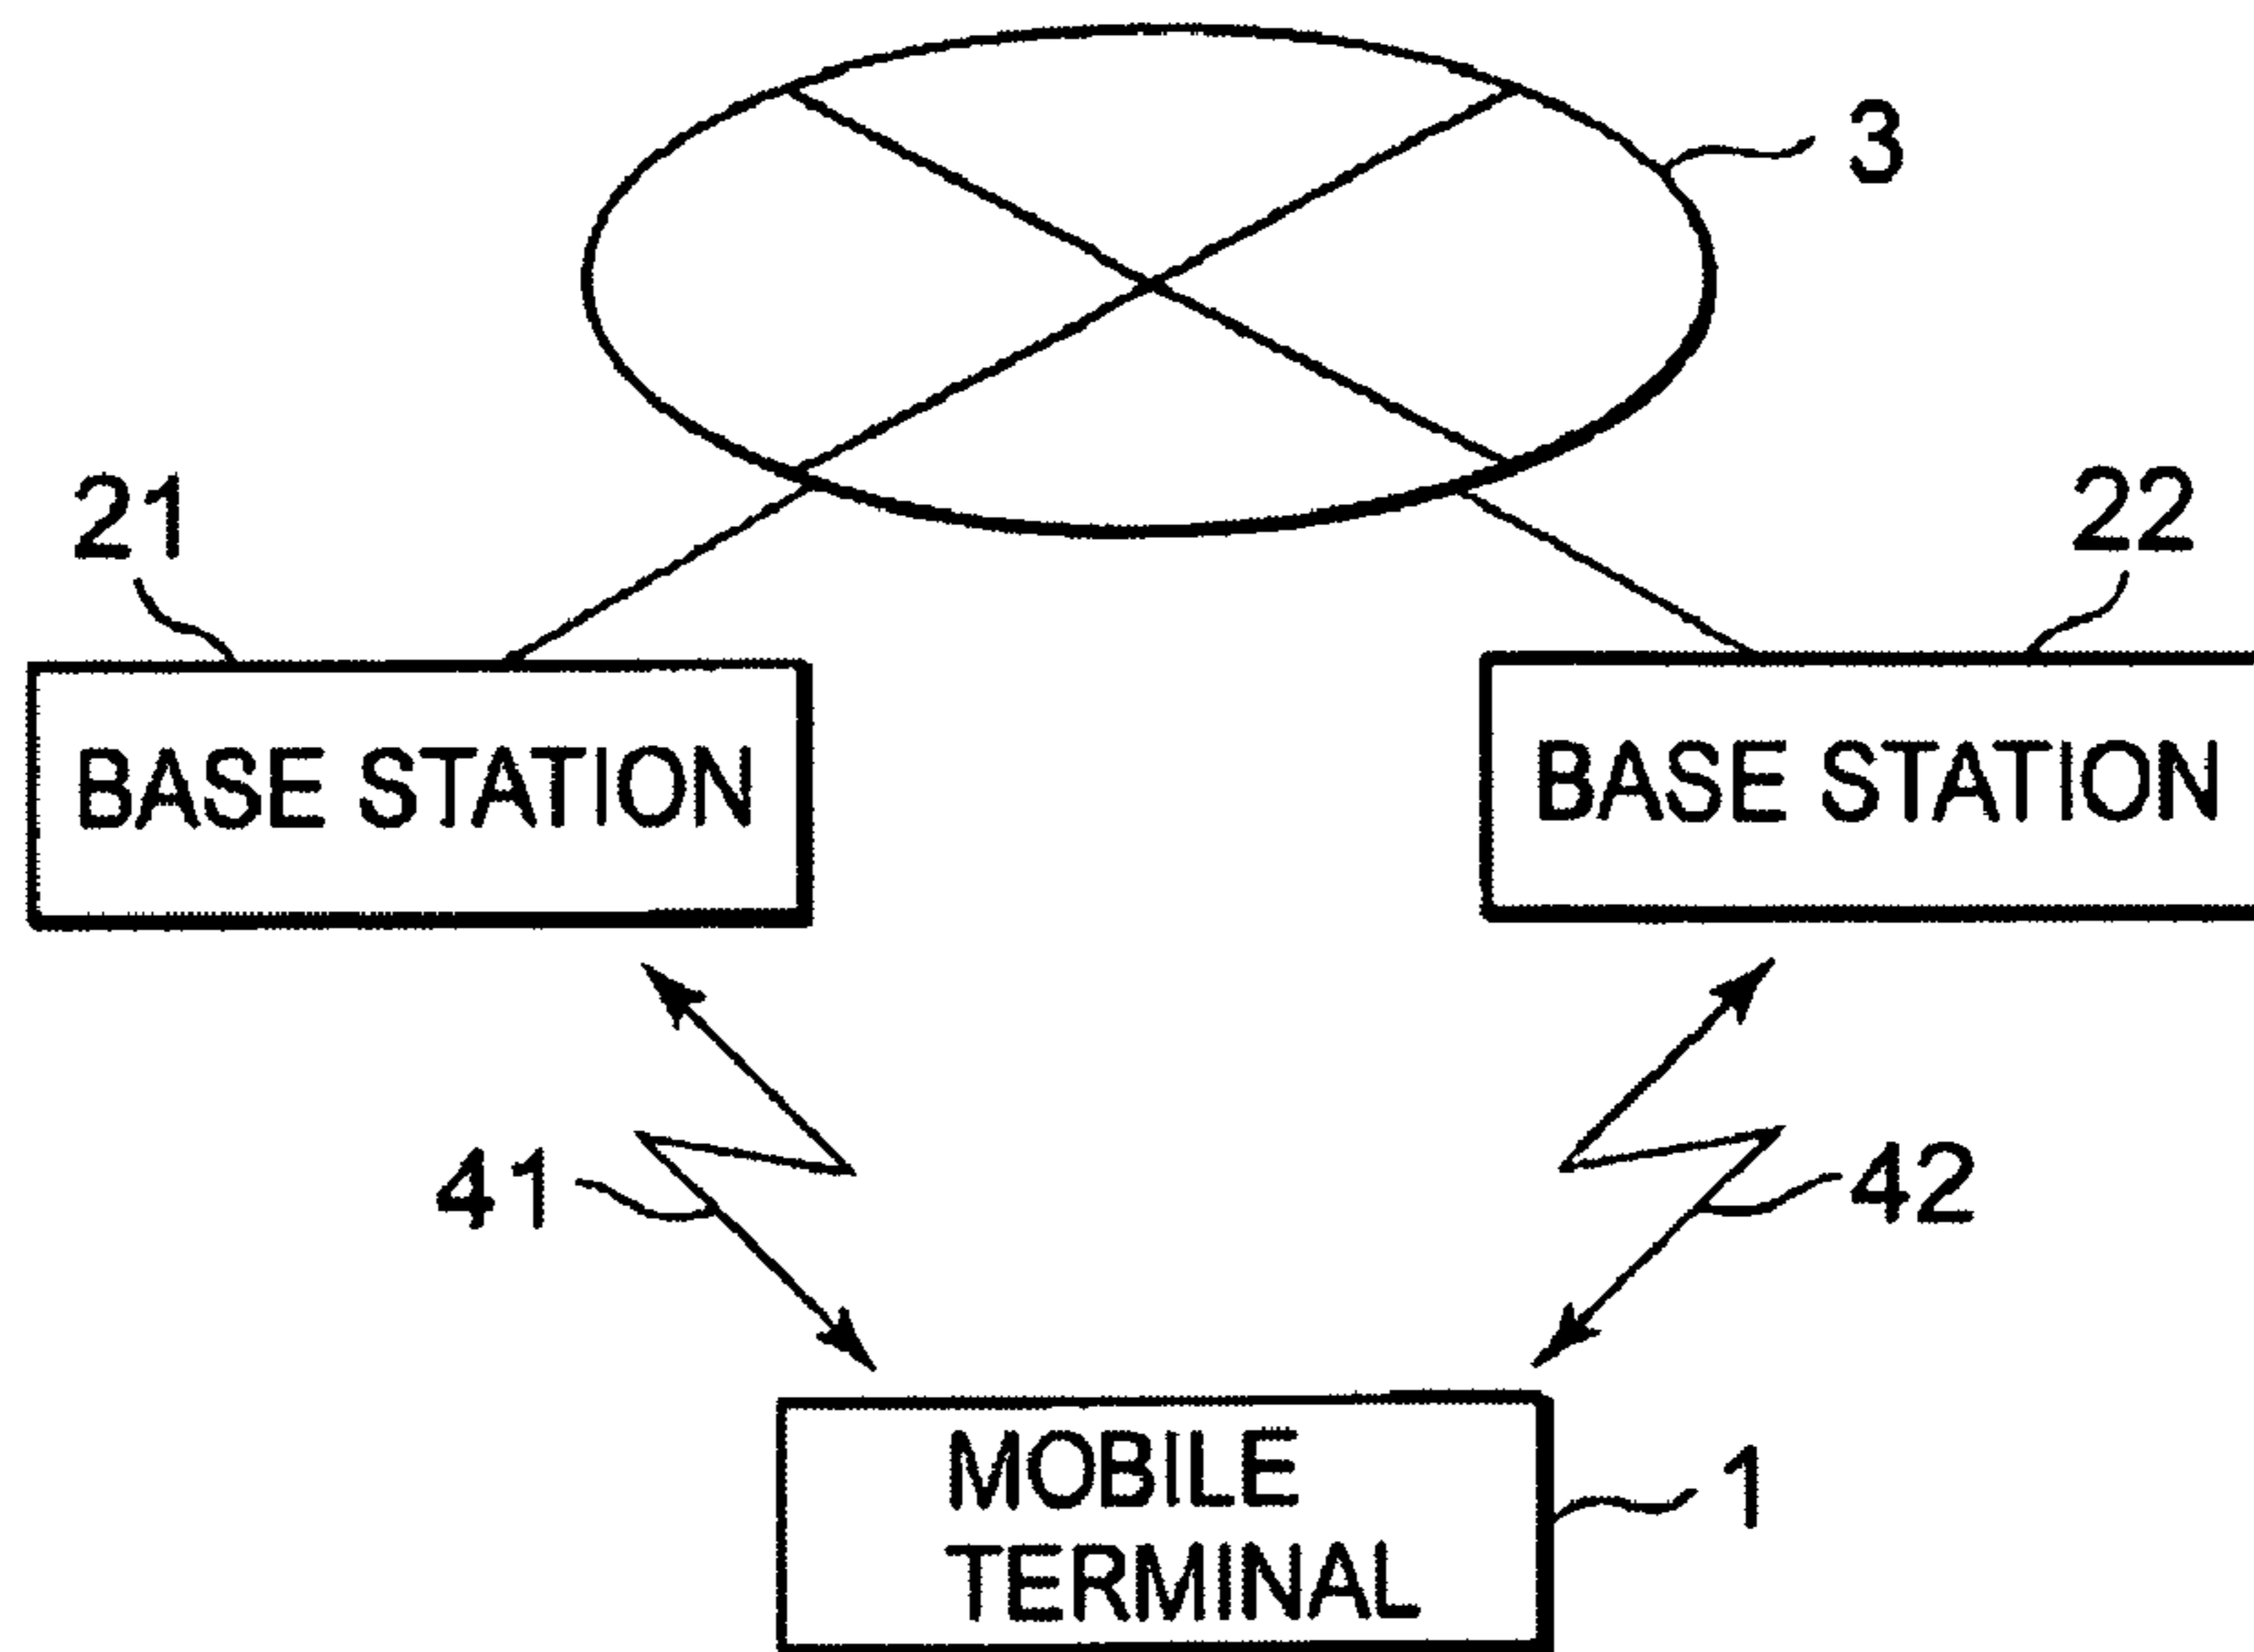 3
21
22
BASE STATION
BASE STATION
41
42
MOBILE
TERMINAL
1